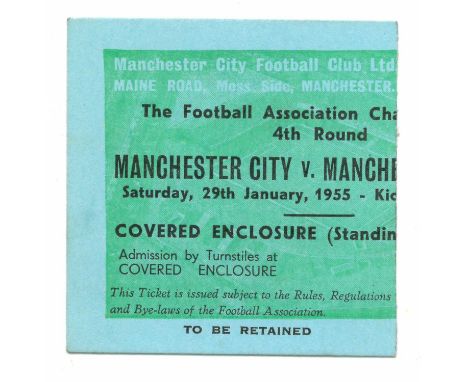 Manchester City Football Club Ltd
MAINE ROAD, Moss Side, MANCHESTER.
The Football Association Cha
4th Round
MANCHESTER CITY v. MANCHE
Saturday, 29th January, 1955 - Kic
COVERED ENCLOSURE (Standin
Admission by Turnstiles at
COVERED ENCLOSURE
This Ticket is issued subject to the Rules, Regulations
and Bye-laws of the Football Association.
TO BE RETAINED